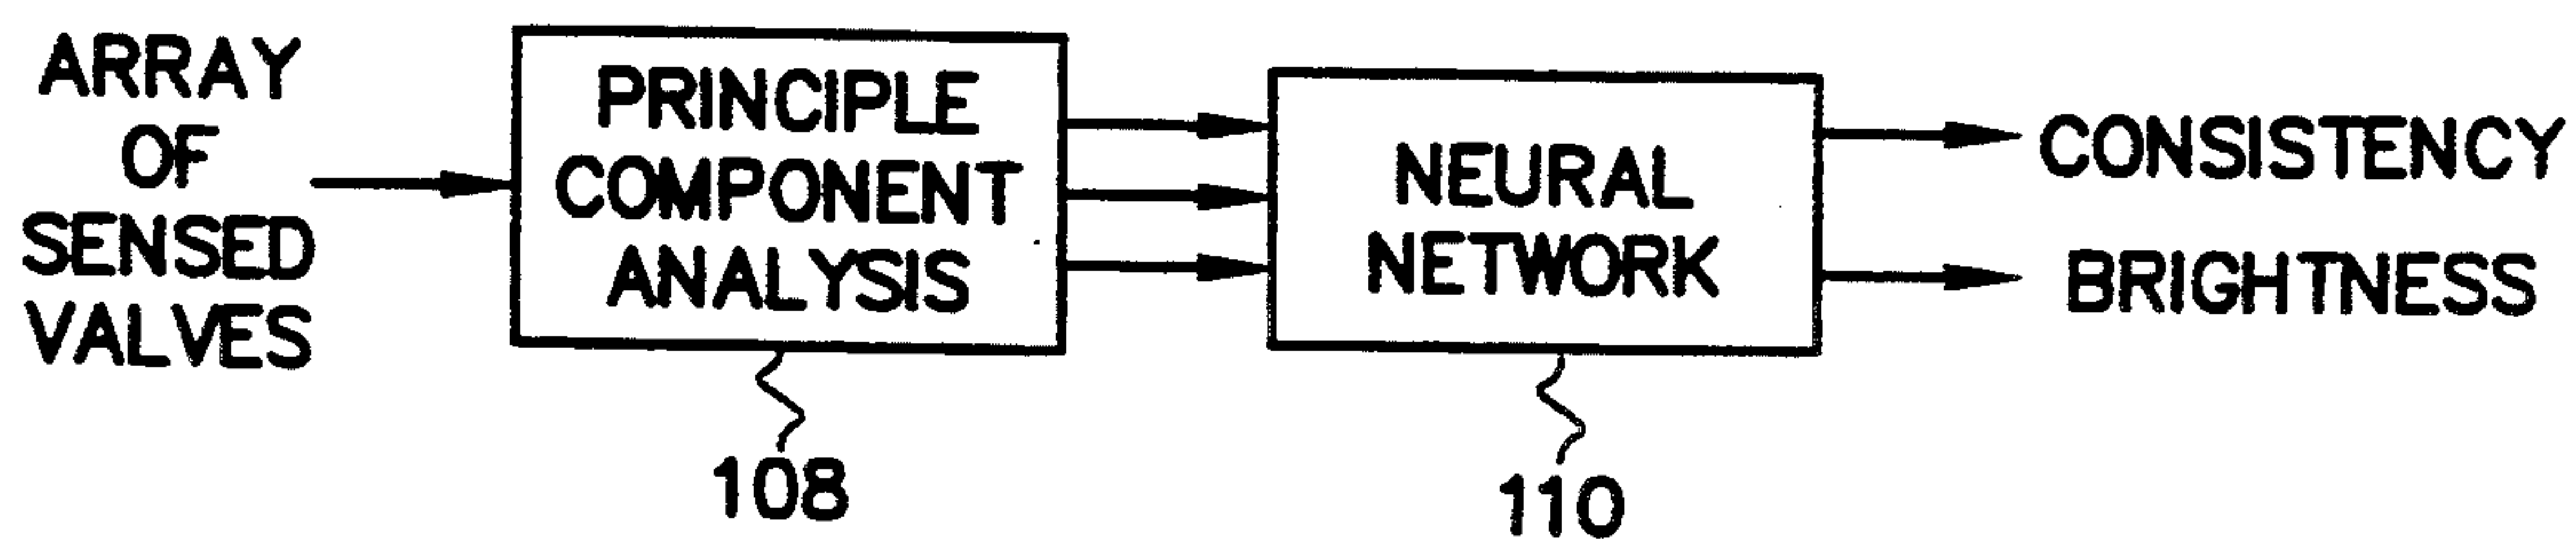 ARRAY
OF
SENSED
VALVES
PRINCIPLE
COMPONENT
ANALYSIS
108
NEURAL
NETWORK
110
CONSISTENCY
BRIGHTNESS